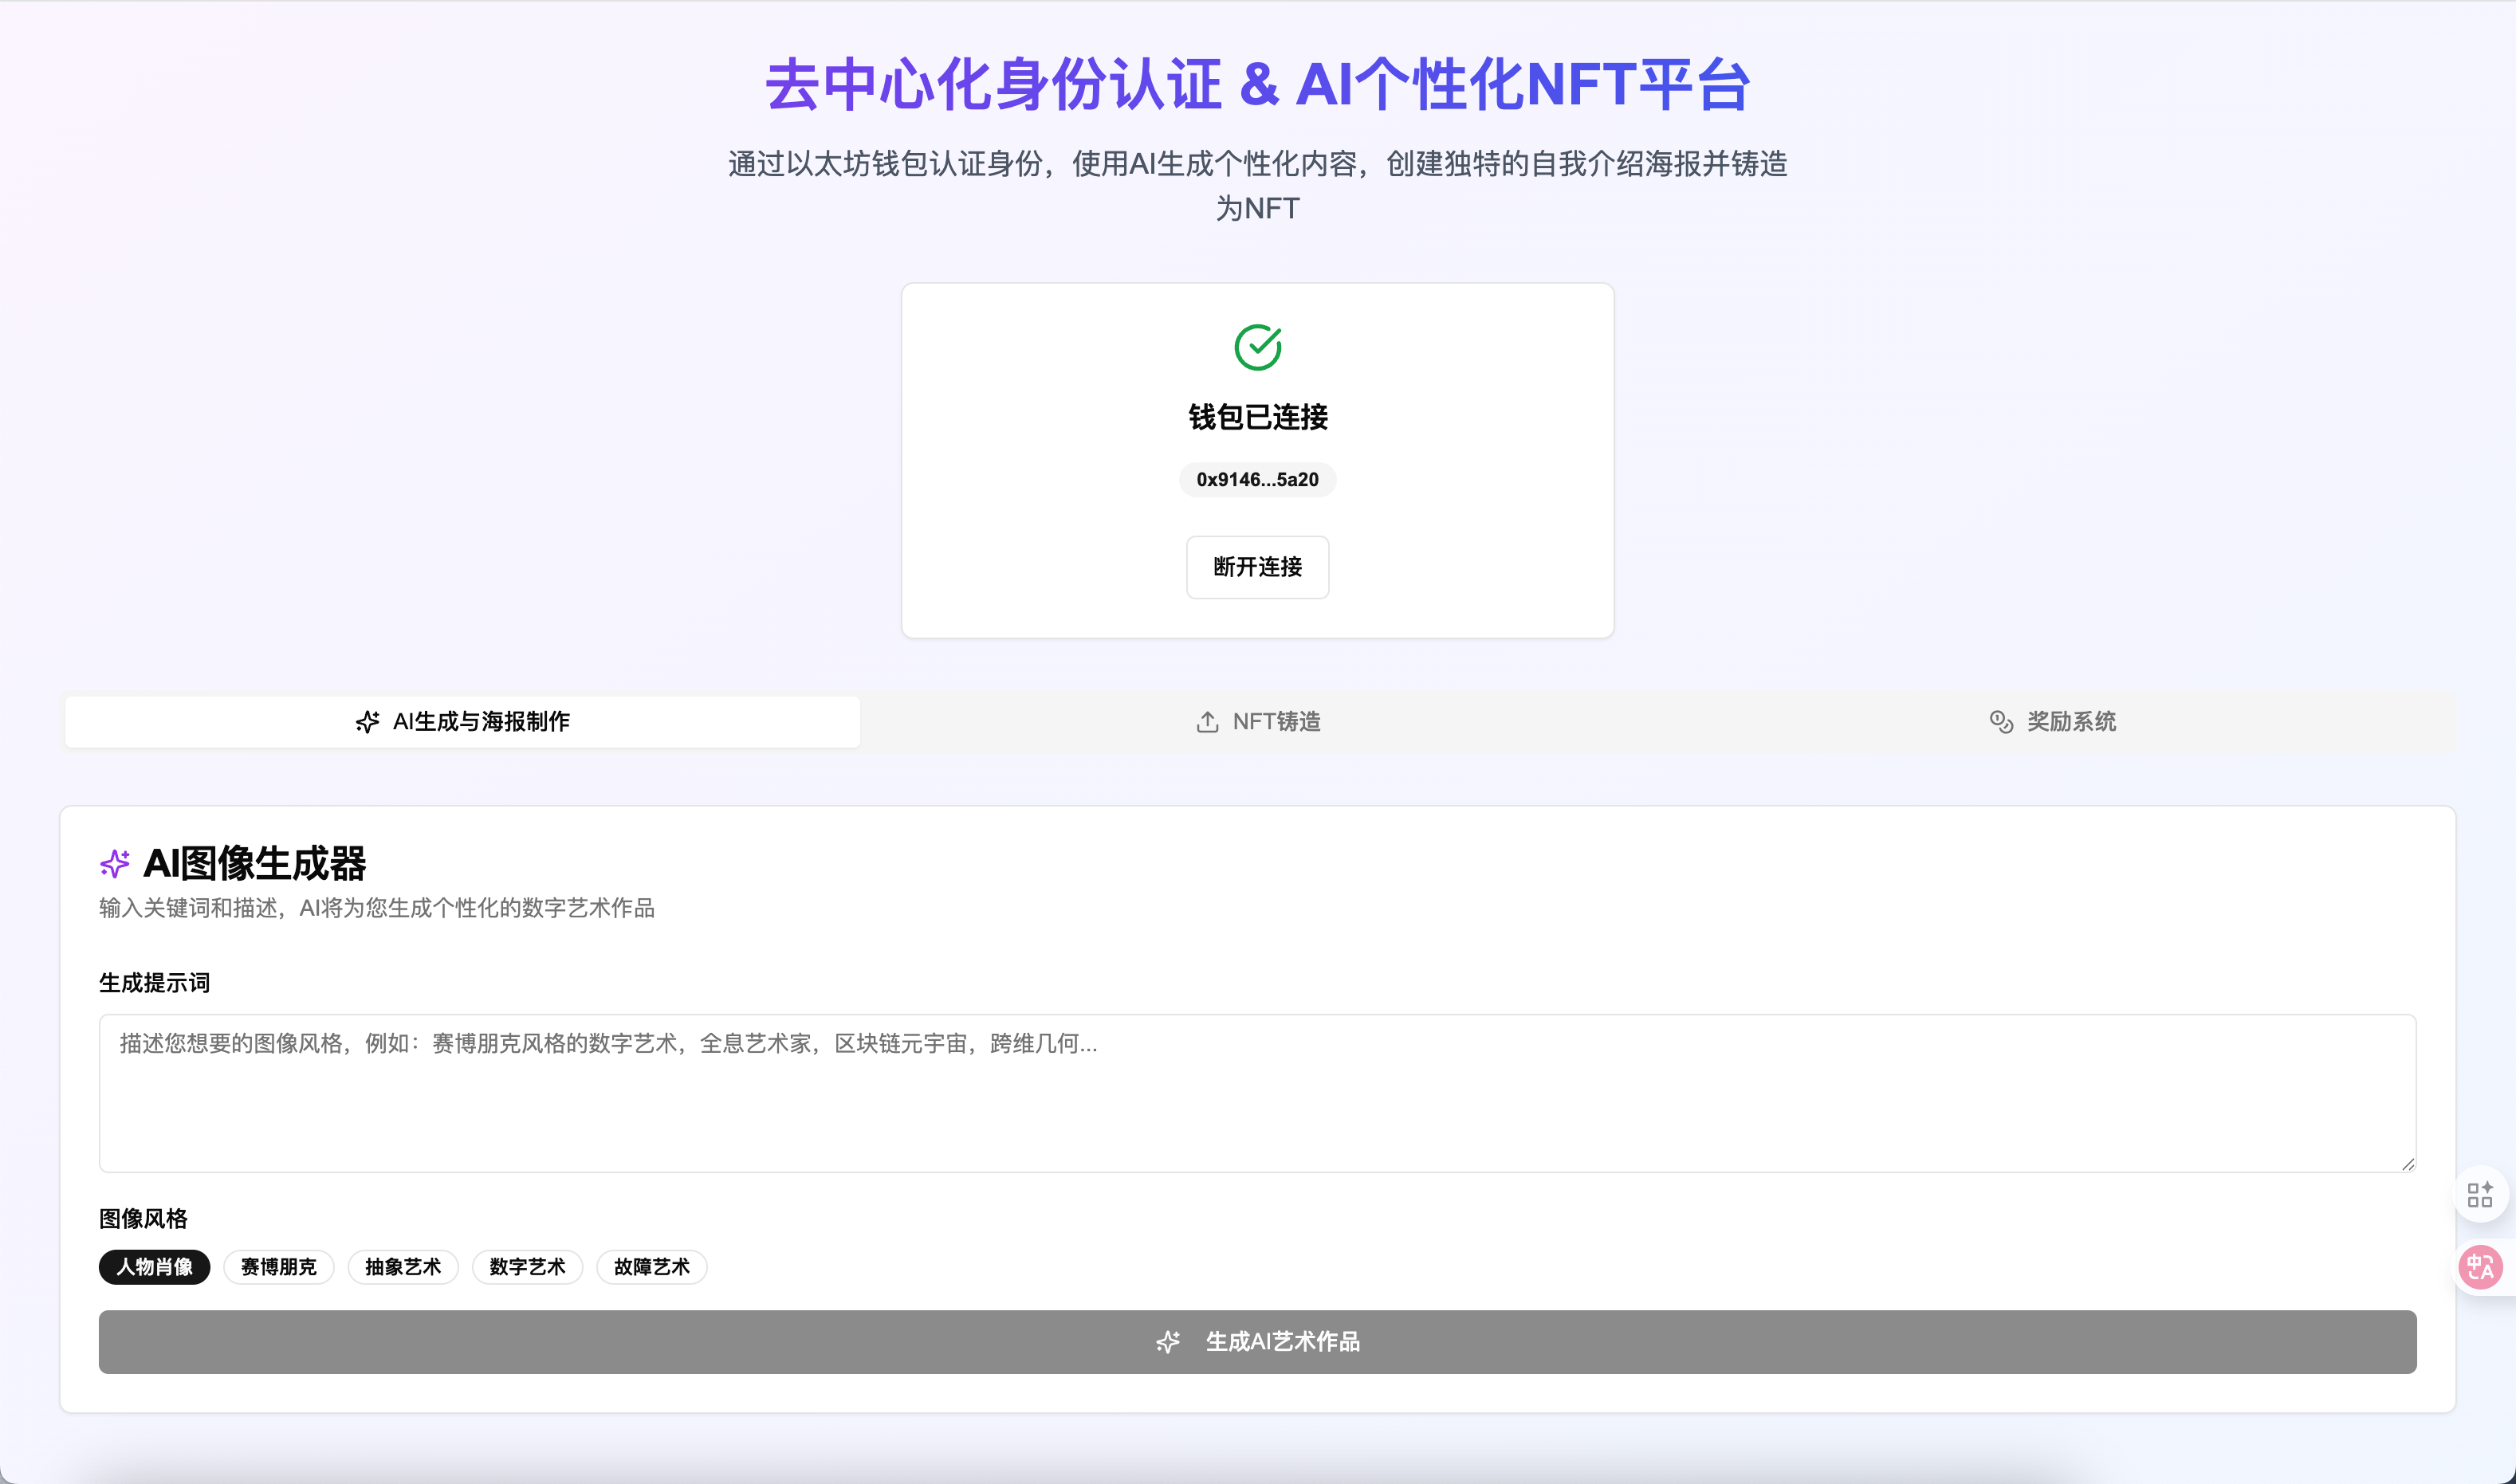 去中心化身份认证 & AI个性化NFT平台
通过以太坊钱包认证身份，使用AI生成个性化内容，创建独特的自我介绍海报并铸造
为NFT
钱包已连接
0x9146...5a20
断开连接
AI生成与海报制作
NFT铸造
奖励系统
AI图像生成器
输入关键词和描述，AI将为您生成个性化的数字艺术作品
生成提示词
描述您想要的图像风格，例如：赛博朋克风格的数字艺术，全息艺术家，区块链元宇宙，跨维几何...
图像风格
人物肖像 赛博朋克 抽象艺术 数字艺术 故障艺术
中A
生成AI艺术作品